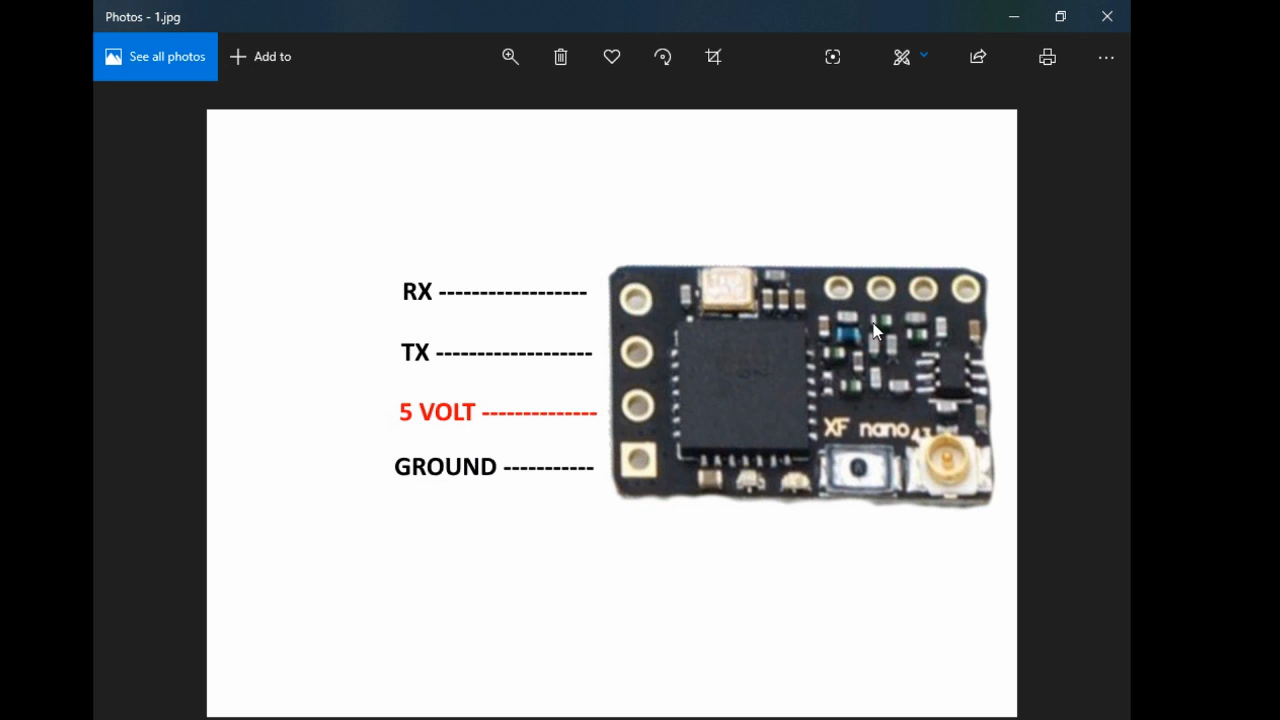 Photos - 1.jpg
See all photos
Add to
RX ------------------
TX -------------------
5 VOLT --------------
GROUND -----------
XF nano